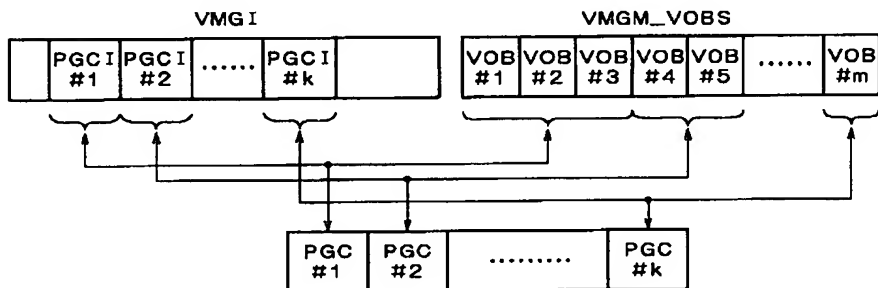 VMGI
VMGM_VOBS
PGCI PGCI PGCI
#1 #2 ...... #k
VOB VOB VOB VOB VOB VOB
#1 #2 #3 #4 #5 ...... #m
PGC PGC PGC
#1 #2 ......... #k